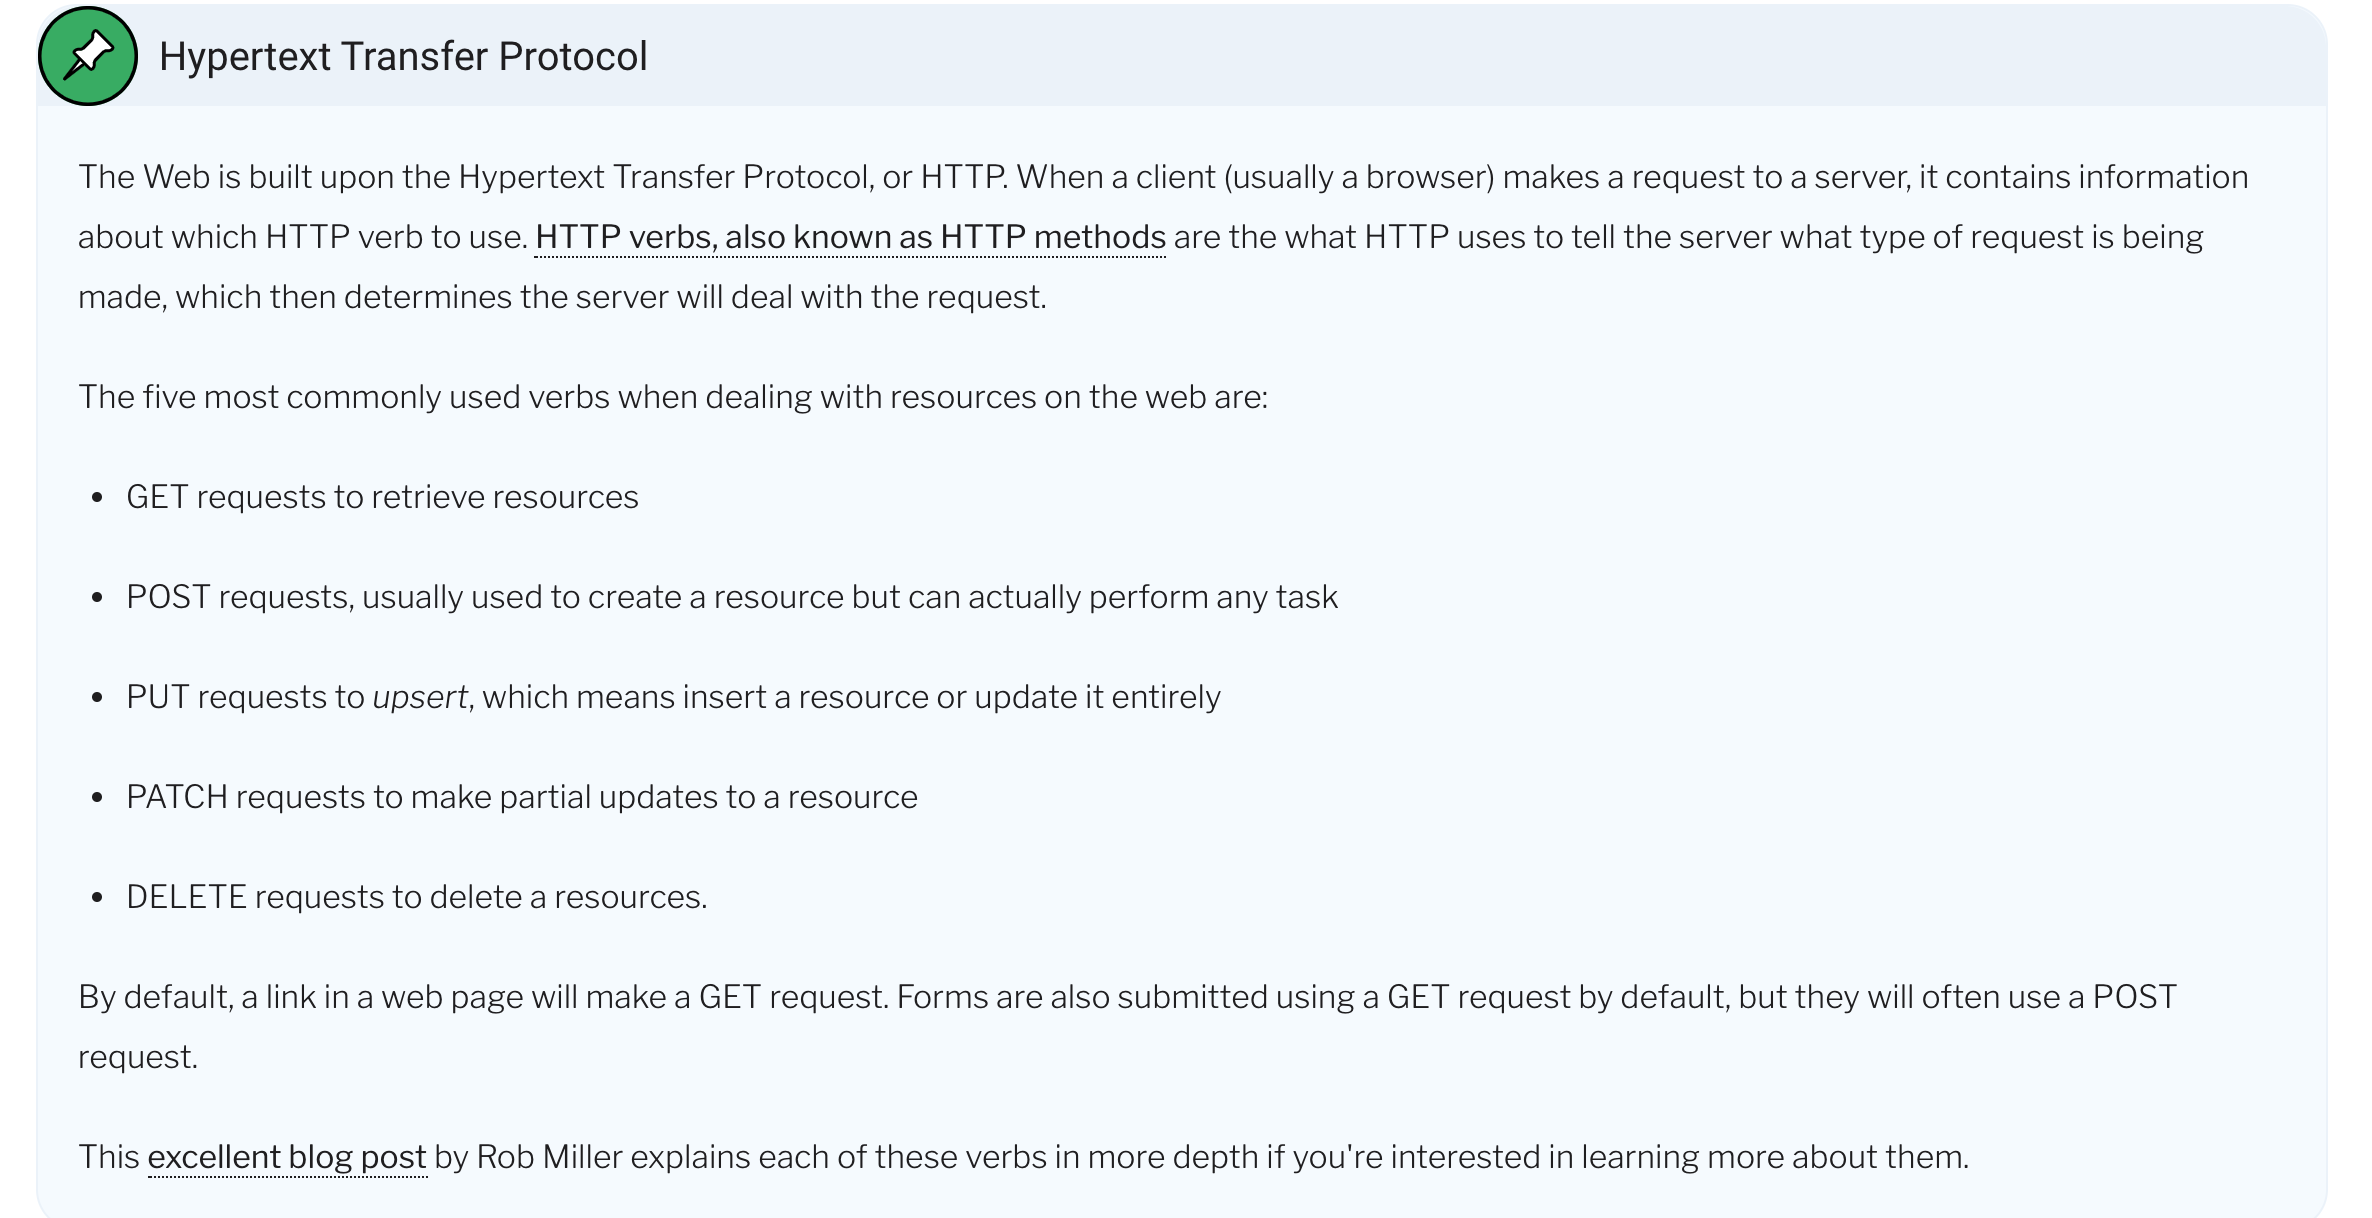 Hypertext Transfer Protocol
The Web is built upon the Hypertext Transfer Protocol, or HTTP. When a client (usually a browser) makes a request to a server, it contains information
about which HTTP verb to use. HTTP verbs, also known as HTTP methods are the what HTTP uses to tell the server what type of request is being
made, which then determines the server will deal with the request.
The five most commonly used verbs when dealing with resources on the web are:
• GET requests to retrieve resources
• POST requests, usually used to create a resource but can actually perform any task
• PUT requests to upsert, which means insert a resource or update it entirely
• PATCH requests to make partial updates to a resource
• DELETE requests to delete a resources.
By default, a link in a web page will make a GET request. Forms are also submitted using a GET request by default, but they will often use a POST
request.
This excellent blog post by Rob Miller explains each of these verbs in more depth if you're interested in learning more about them.